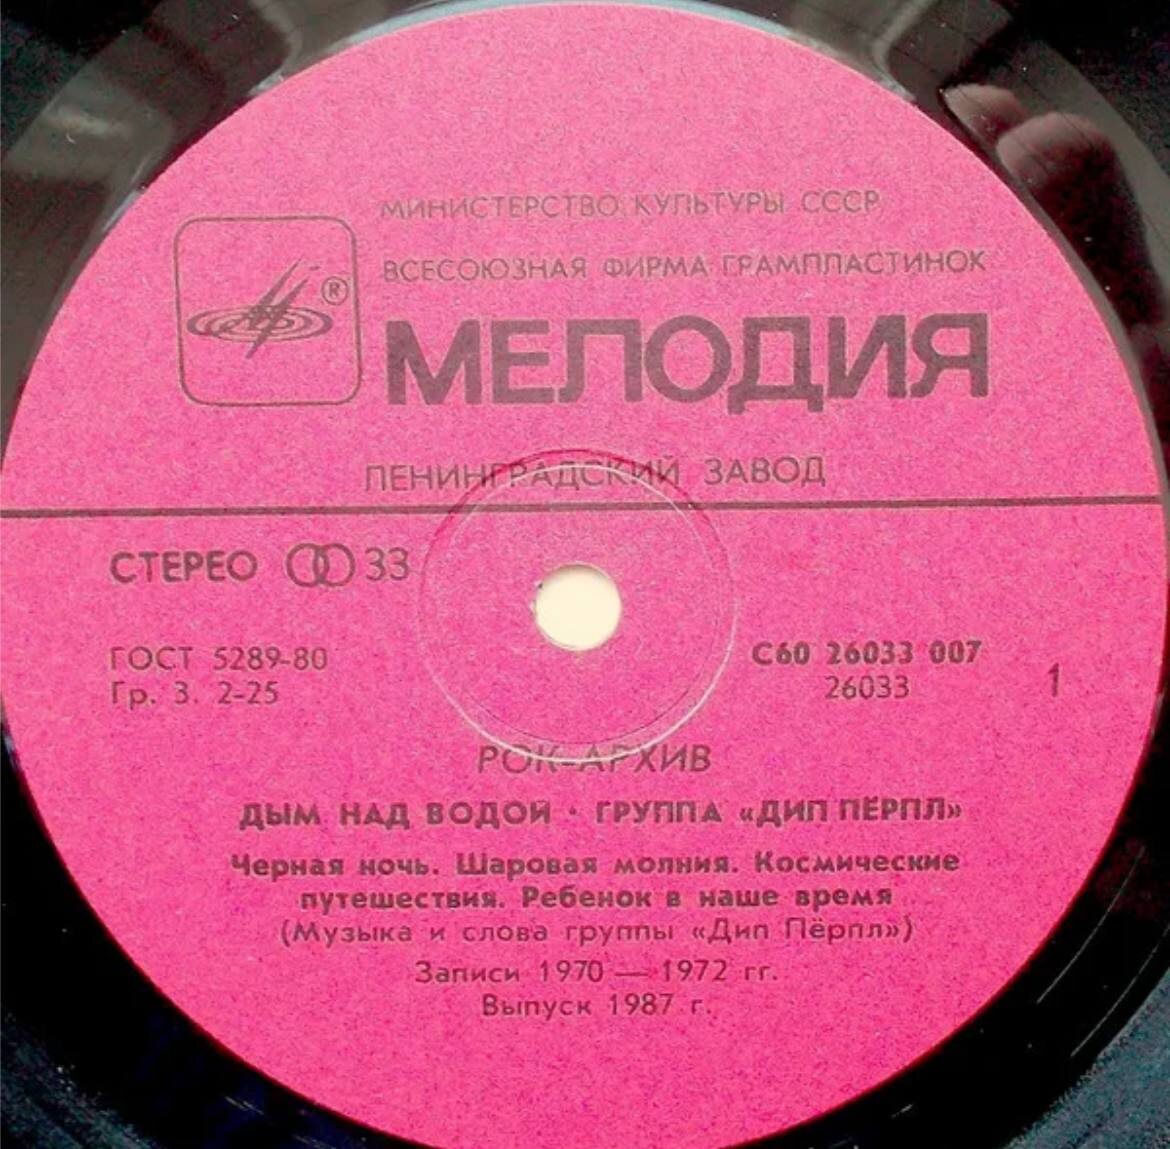 МИНИСТЕРСТВО КУЛЬТУРЫ СССР
ВСЕСОЮЗНАЯ ФИРМА ГРАМПЛАСТИНОК
®
МЕЛОДИЯ
ЛЕНИНГРАДСКИЙ ЗАВОД
СТЕРЕО 33
ГОСТ 5289-80
Гр. 3. 2-25
С60 26033 007
26033
1
РОК-АРХИВ
ДЫМ НАД ВОДОЙ · ГРУППА «ДИП ПЁРПЛ»
Черная ночь. Шаровая молния. Космические
путешествия. Ребенок в наше время
(Музыка и слова группы «Дип Пёрпл»)
Записи 1970 — 1972 гг.
Выпуск 1987 г.